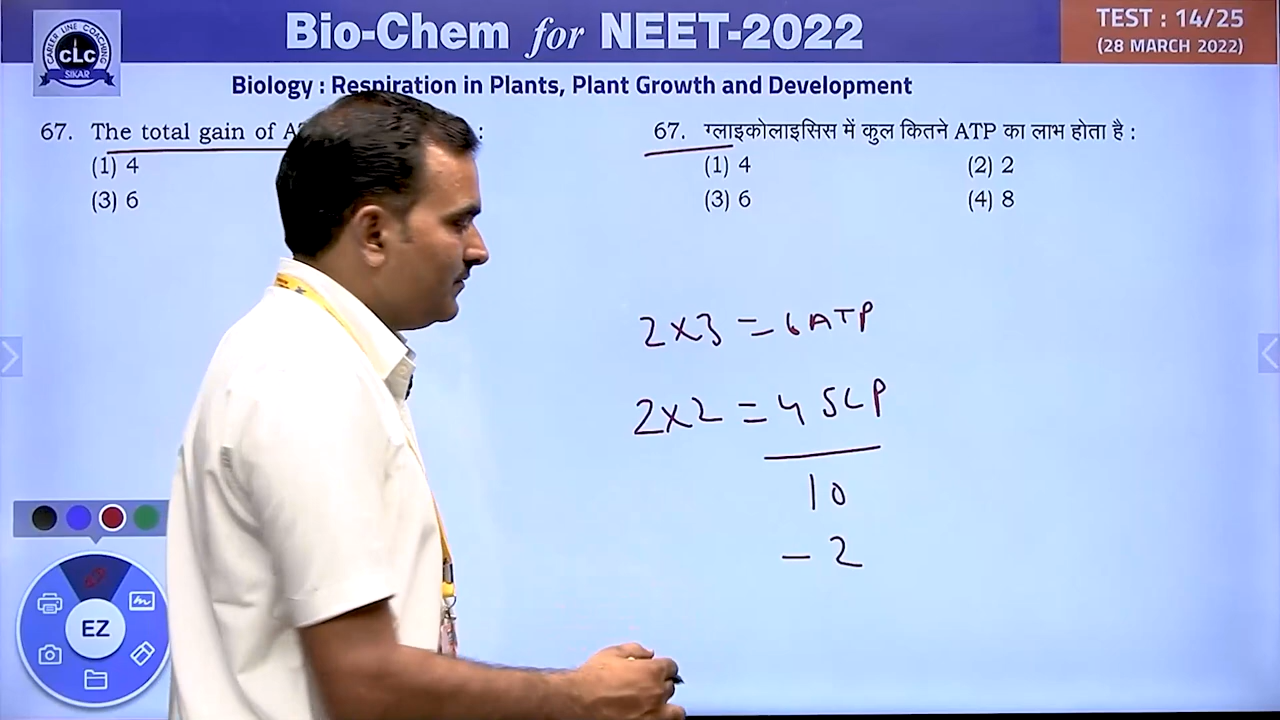 Bio-Chem for NEET-2022
TEST : 14/25
(28 MARCH 2022)
CAREER LINE COACHING
CLC
SIKAR
Biology : Respiration in Plants, Plant Growth and Development
67. The total gain of :
(1) 4
(3) 6
67. ग्लाइकोलाइसिस में कुल कितने ATP का लाभ होता है :
(1) 4 (2) 2
(3) 6 (4) 8
2x3 = 6 ATP
2x2 = 4 SLP
10
- 2
EZ